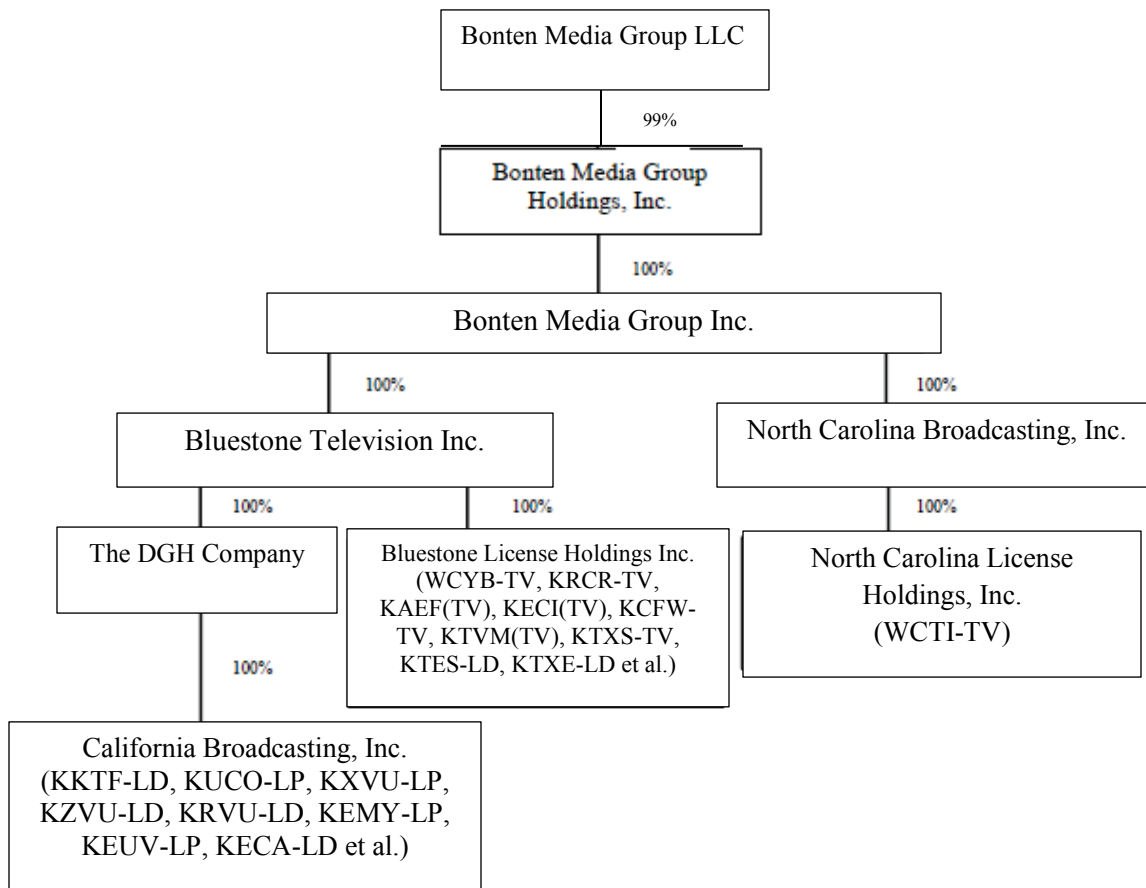 Bonten Media Group LLC
99%
Bonten Media Group
Holdings, Inc.
100%
Bonten Media Group Inc.
100%
100%
Bluestone Television Inc.
North Carolina Broadcasting, Inc.
100%
100%
100%
The DGH Company
Bluestone License Holdings Inc.
(WCYB-TV, KRCR-TV,
KAEF(TV), KECI(TV), KCFW-
TV, KTVM(TV), KTXS-TV,
KTES-LD, KTXE-LD et al.)
North Carolina License
Holdings, Inc.
(WCTI-TV)
100%
California Broadcasting, Inc.
(KKTF-LD, KUCO-LP, KXVU-LP,
KZVU-LD, KRVU-LD, KEMY-LP,
KEUV-LP, KECA-LD et al.)